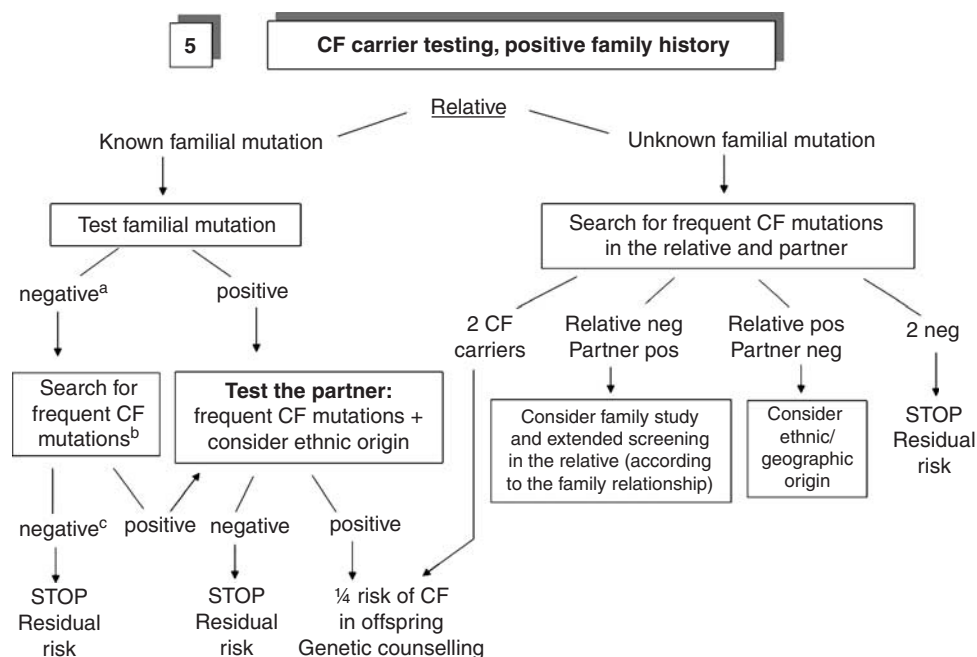 5
CF carrier testing, positive family history
Relative
Known familial mutation
Unknown familial mutation
Test familial mutation
Search for frequent CF mutations
in the relative and partner
negativeᵃ
positive
2 CF
carriers
Relative neg
Partner pos
Relative pos
Partner neg
2 neg
Search for
frequent CF
mutationsᵇ
Test the partner:
frequent CF mutations +
consider ethnic origin
Consider family study
and extended screening
in the relative (according
to the family relationship)
Consider
ethnic/
geographic
origin
STOP
Residual
risk
negativeᶜ
positive
negative
positive
STOP
Residual
risk
STOP
Residual
risk
¼ risk of CF
in offspring
Genetic counselling